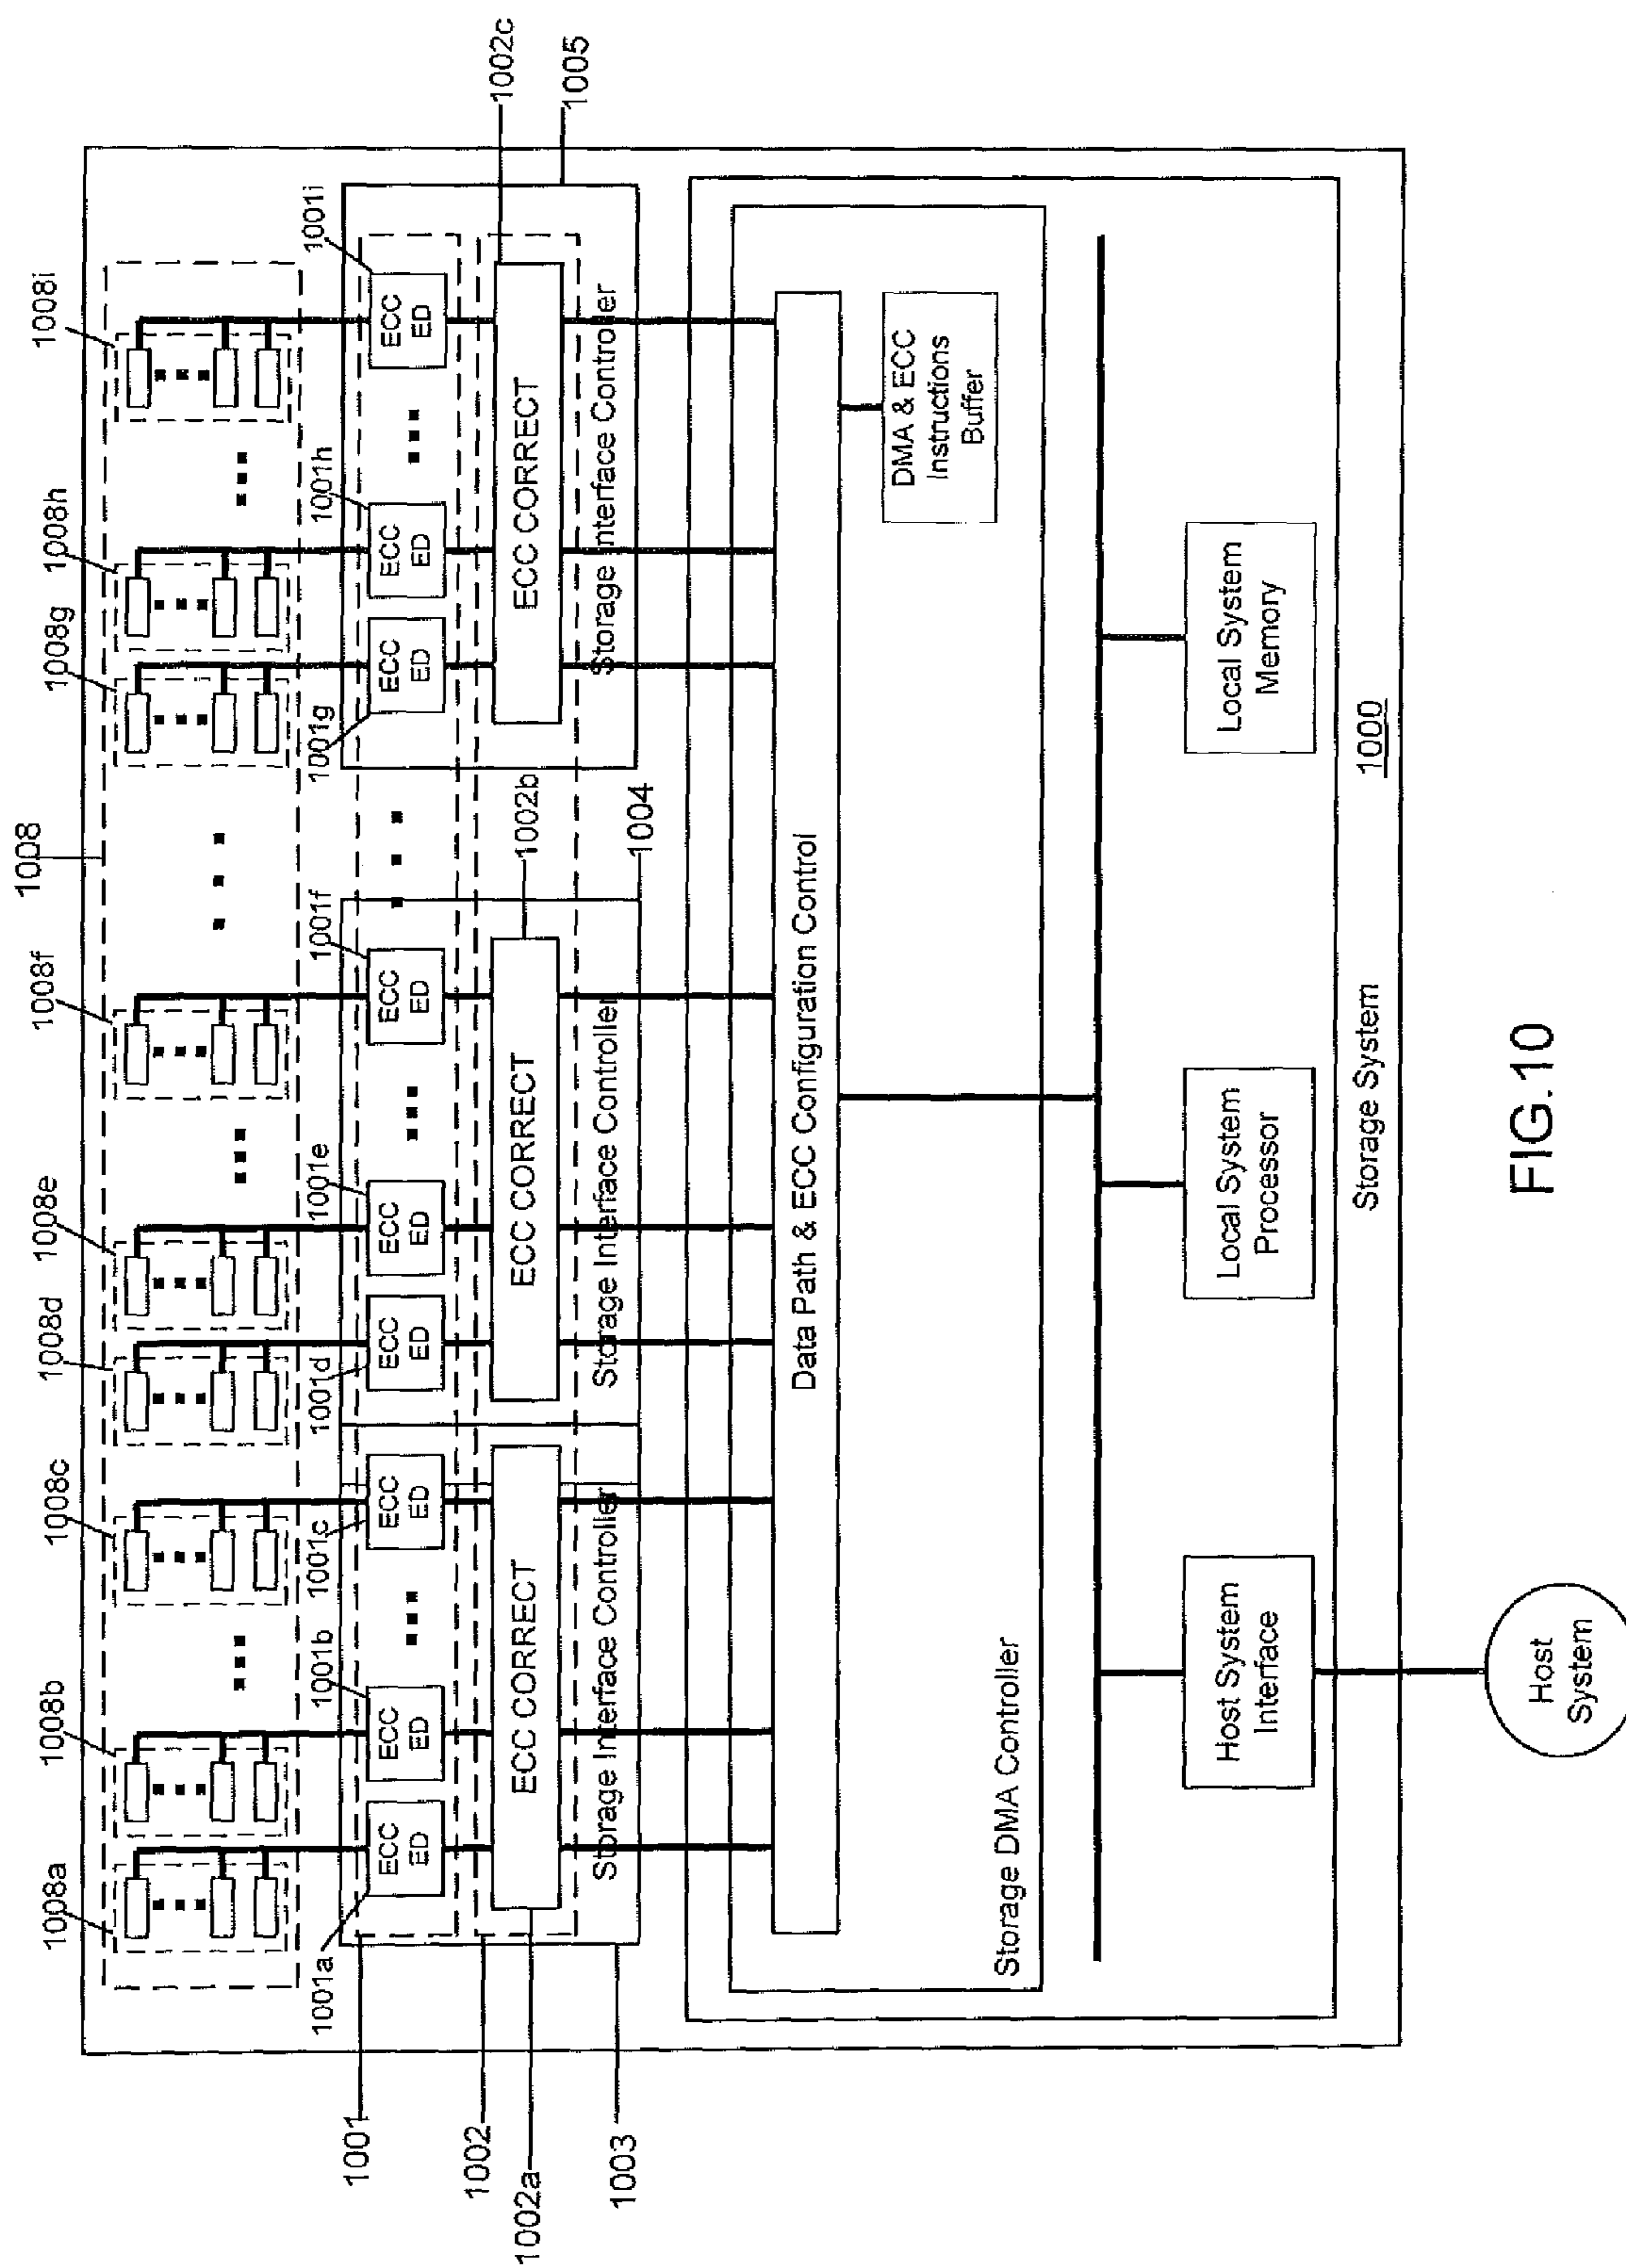 1008
1008a
1008b
1008c
1008d
1008e
1008f
1008g
1008h
1008i
1001a
1001b
1001c
1001d
1001e
1001f
1001g
1001h
1001i
ECC
ED
ECC
ED
ECC
ED
ECC
ED
ECC
ED
ECC
ED
ECC
ED
ECC
ED
ECC
ED
1001
1002
1002a
1002b
1002c
1003
1004
1005
ECC CORRECT
ECC CORRECT
ECC CORRECT
Storage Interface Controller
Storage Interface Controller
Storage Interface Controller
Data Path & ECC Configuration Control
DMA & ECC
Instructions
Buffer
Storage DMA Controller
Host System
Interface
Local System
Processor
Local System
Memory
Storage System
1000
Host
System
FIG.10